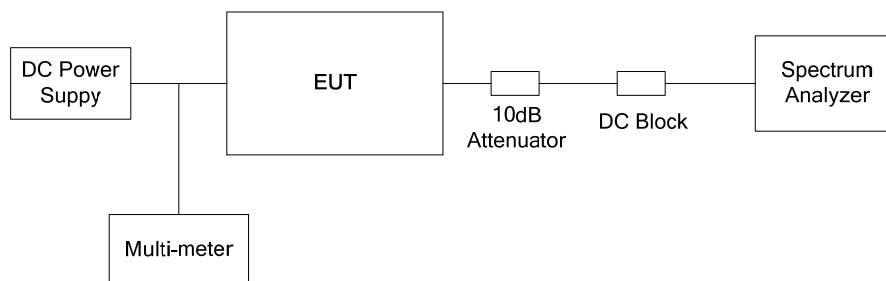 DC Power
Suppy
EUT
10dB
Attenuator
DC Block
Spectrum
Analyzer
Multi-meter